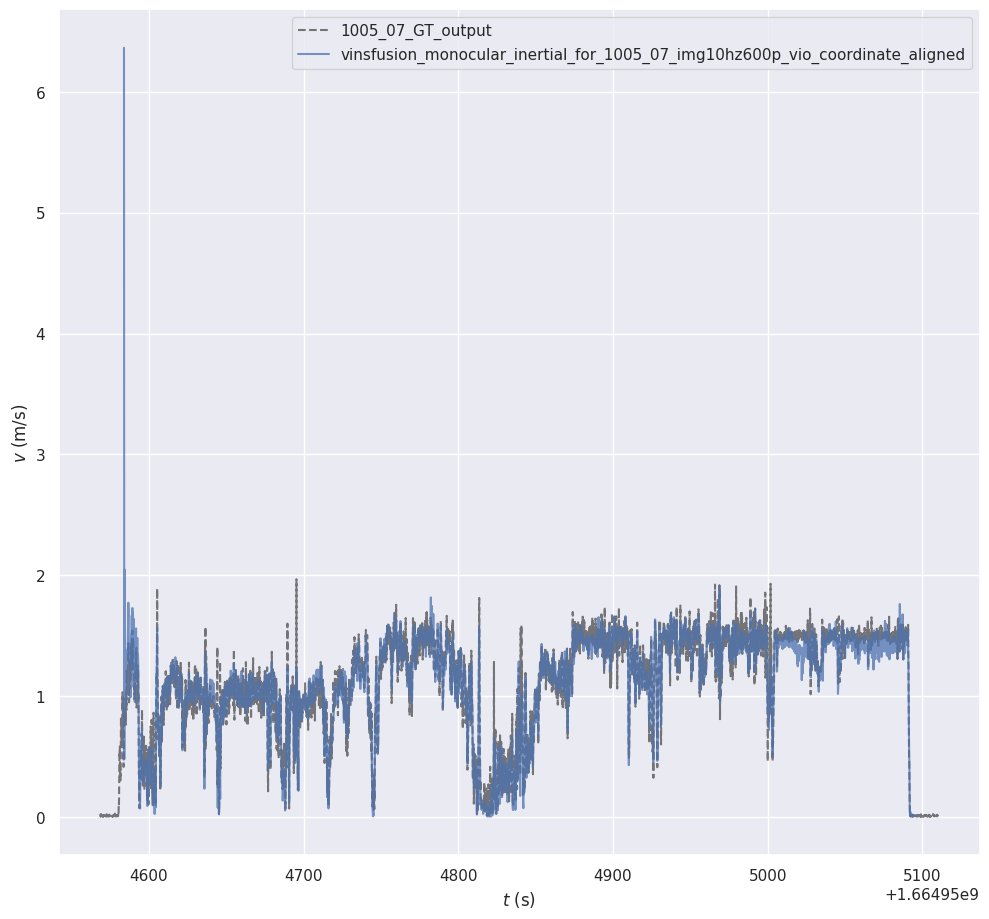 1005_07_GT_output
vinsfusion_monocular_inertial_for_1005_07_img10hz600p_vio_coordinate_aligned
6
5
4
3
2
1
0
v (m/s)
4600 4700 4800 4900 5000 5100
+1.66495e9
t (s)